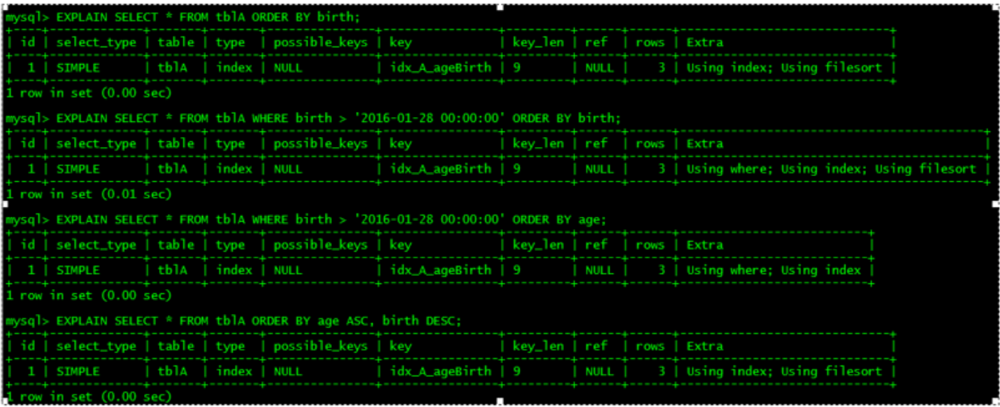 mysql> EXPLAIN SELECT * FROM tblA ORDER BY birth;
| id | select_type | table | type | possible_keys | key | key_len | ref | rows | Extra |
| 1 | SIMPLE | tblA | index | NULL | idx_A_ageBirth | 9 | NULL | 3 | Using index; Using filesort |
1 row in set (0.00 sec)
mysql> EXPLAIN SELECT * FROM tblA WHERE birth > '2016-01-28 00:00:00' ORDER BY birth;
| id | select_type | table | type | possible_keys | key | key_len | ref | rows | Extra |
| 1 | SIMPLE | tblA | index | NULL | idx_A_ageBirth | 9 | NULL | 3 | Using where; Using index; Using filesort |
1 row in set (0.01 sec)
mysql> EXPLAIN SELECT * FROM tblA WHERE birth > '2016-01-28 00:00:00' ORDER BY age;
| id | select_type | table | type | possible_keys | key | key_len | ref | rows | Extra |
| 1 | SIMPLE | tblA | index | NULL | idx_A_ageBirth | 9 | NULL | 3 | Using where; Using index |
1 row in set (0.00 sec)
mysql> EXPLAIN SELECT * FROM tblA ORDER BY age ASC, birth DESC;
| id | select_type | table | type | possible_keys | key | key_len | ref | rows | Extra |
| 1 | SIMPLE | tblA | index | NULL | idx_A_ageBirth | 9 | NULL | 3 | Using index; Using filesort |
1 row in set (0.00 sec)